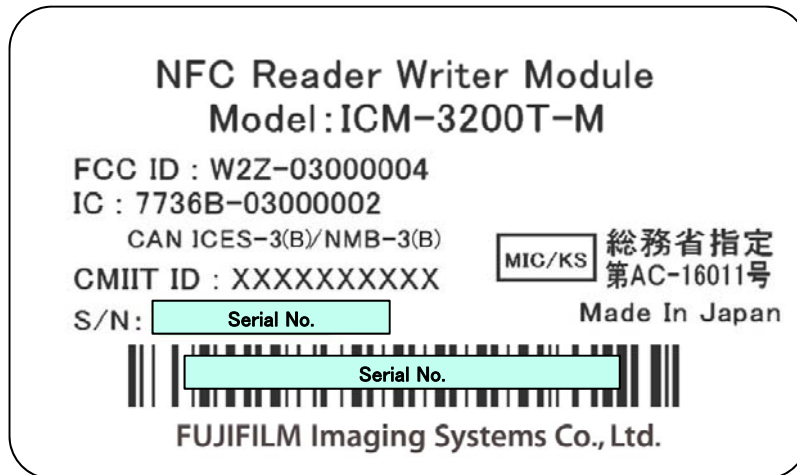 NFC Reader Writer Module
Model:ICM-3200T-M
FCC ID : W2Z-03000004
IC : 7736B-03000002
CAN ICES-3(B)/NMB-3(B)
CMIIT ID : XXXXXXXXXX
MIC/KS
総務省指定
第AC-16011号
S/N: Serial No.
Made In Japan
Serial No.
FUJIFILM Imaging Systems Co., Ltd.